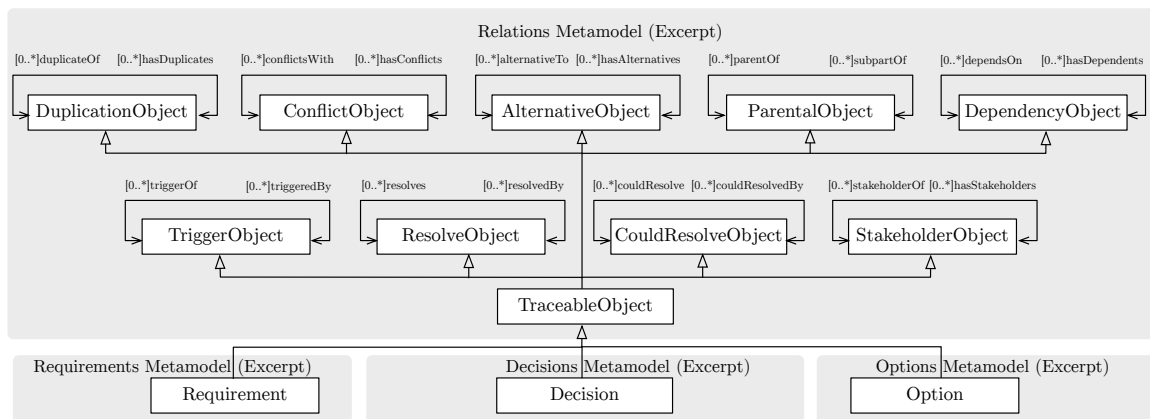 Relations Metamodel (Excerpt)
[0..*]duplicateOf [0..*]hasDuplicates [0..*]conflictsWith [0..*]hasConflicts [0..*]alternativeTo [0..*]hasAlternatives [0..*]parentOf [0..*]subpartOf [0..*]dependsOn [0..*]hasDependents
DuplicationObject ConflictObject AlternativeObject ParentalObject DependencyObject
[0..*]triggerOf [0..*]triggeredBy [0..*]resolves [0..*]resolvedBy [0..*]couldResolve [0..*]couldResolvedBy [0..*]stakeholderOf [0..*]hasStakeholders
TriggerObject ResolveObject CouldResolveObject StakeholderObject
TraceableObject
Requirements Metamodel (Excerpt) Decisions Metamodel (Excerpt) Options Metamodel (Excerpt)
Requirement Decision Option